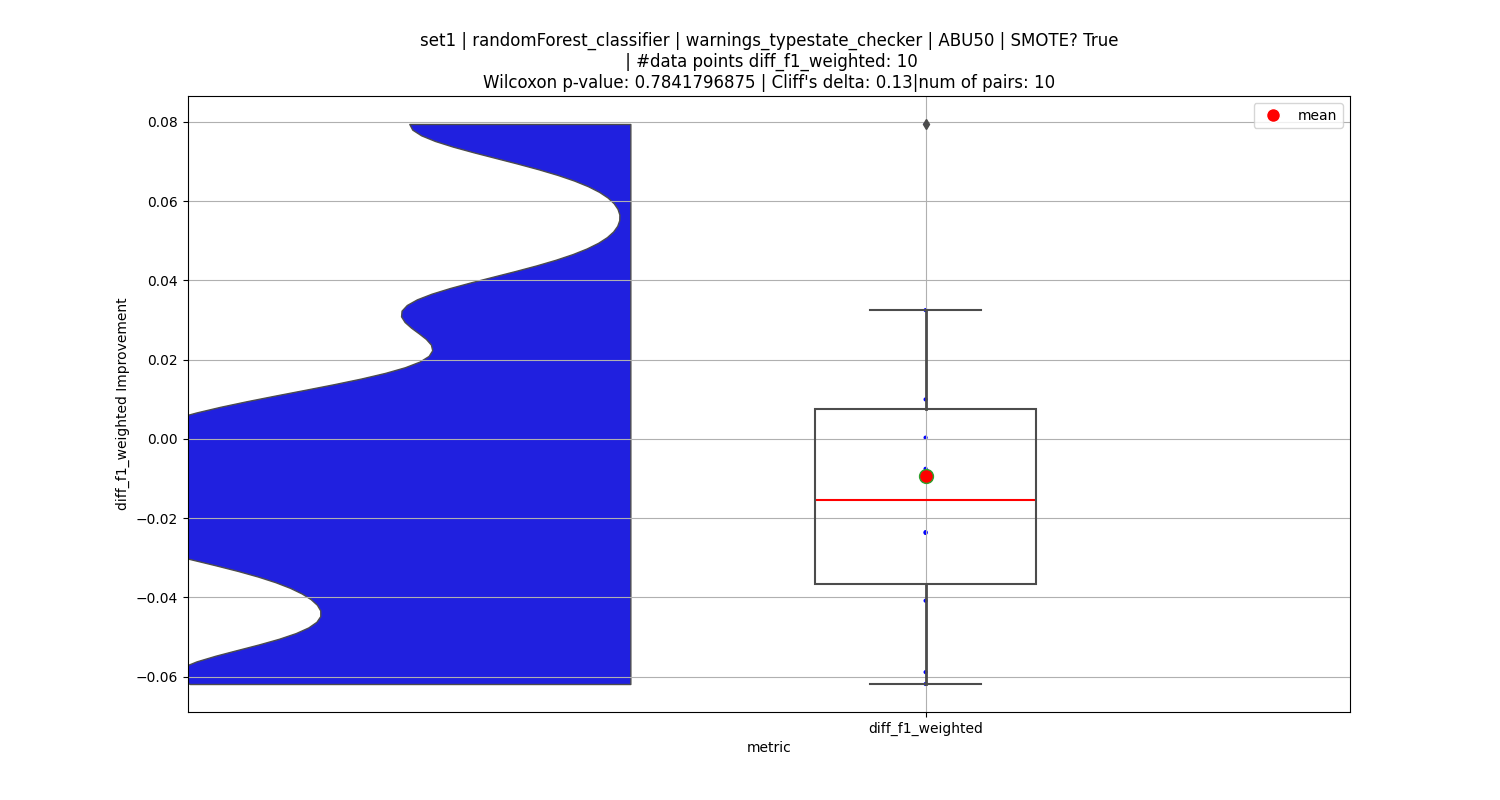 set1 | randomForest_classifier | warnings_typestate_checker | ABU50 | SMOTE? True
| #data points diff_f1_weighted: 10
Wilcoxon p-value: 0.7841796875 | Cliff's delta: 0.13|num of pairs: 10
mean
0.08
0.06
0.04
0.02
0.00
−0.02
−0.04
−0.06
diff_f1_weighted Improvement
diff_f1_weighted
metric